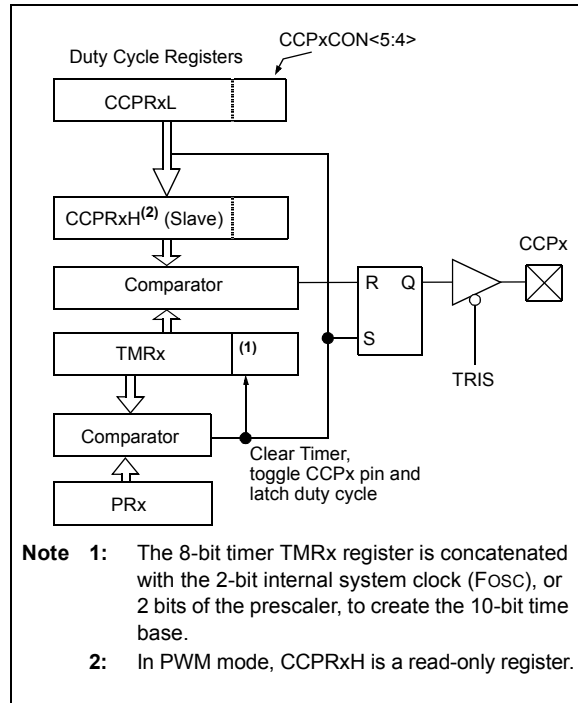 CCPxCON<5:4>
Duty Cycle Registers
CCPRxL
CCPRxH(2) (Slave)
CCPx
Comparator
R Q
S
TMRx
(1)
TRIS
Comparator
Clear Timer,
toggle CCPx pin and
latch duty cycle
PRx
Note 1: The 8-bit timer TMRx register is concatenated
with the 2-bit internal system clock (FOSC), or
2 bits of the prescaler, to create the 10-bit time
base.
2: In PWM mode, CCPRxH is a read-only register.